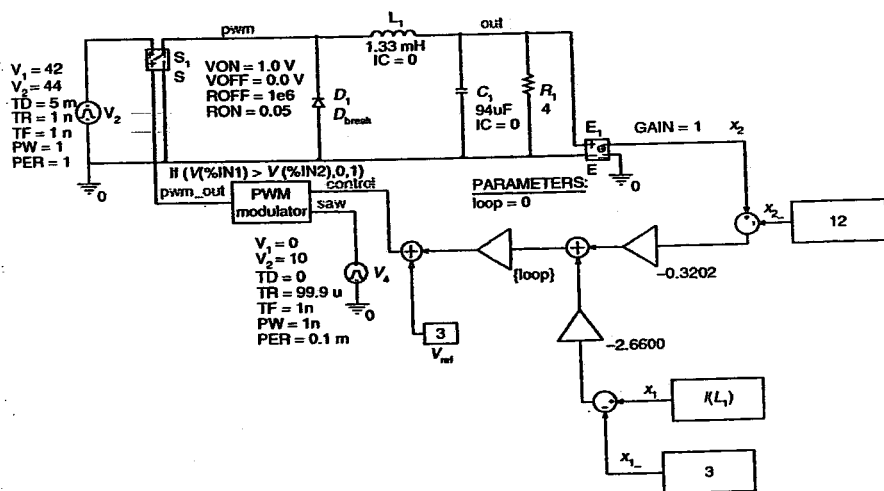 pwm
L₁
out
1.33 mH
IC = 0
V₁ = 42
V₂ = 44
TD = 5 m
TR = 1 n
TF = 1 n
PW = 1
PER = 1
V₂
S₁
S
VON = 1.0 V
VOFF = 0.0 V
ROFF = 1e6
RON = 0.05
D₁
Dbreak
C₁
94uF
IC = 0
R₁
4
E₁
E
GAIN = 1
x₂
0
0
If (V(%IN1) > V (%IN2),0,1)
pwm_out
PWM
modulator
control
saw
PARAMETERS:
loop = 0
x₂_
12
V₁ = 0
V₂ = 10
TD = 0
TR = 99.9 u
TF = 1n
PW = 1n
PER = 0.1 m
V₄
0
{loop}
-0.3202
3
Vref
-2.6600
x₁
I(L₁)
x₁_
3